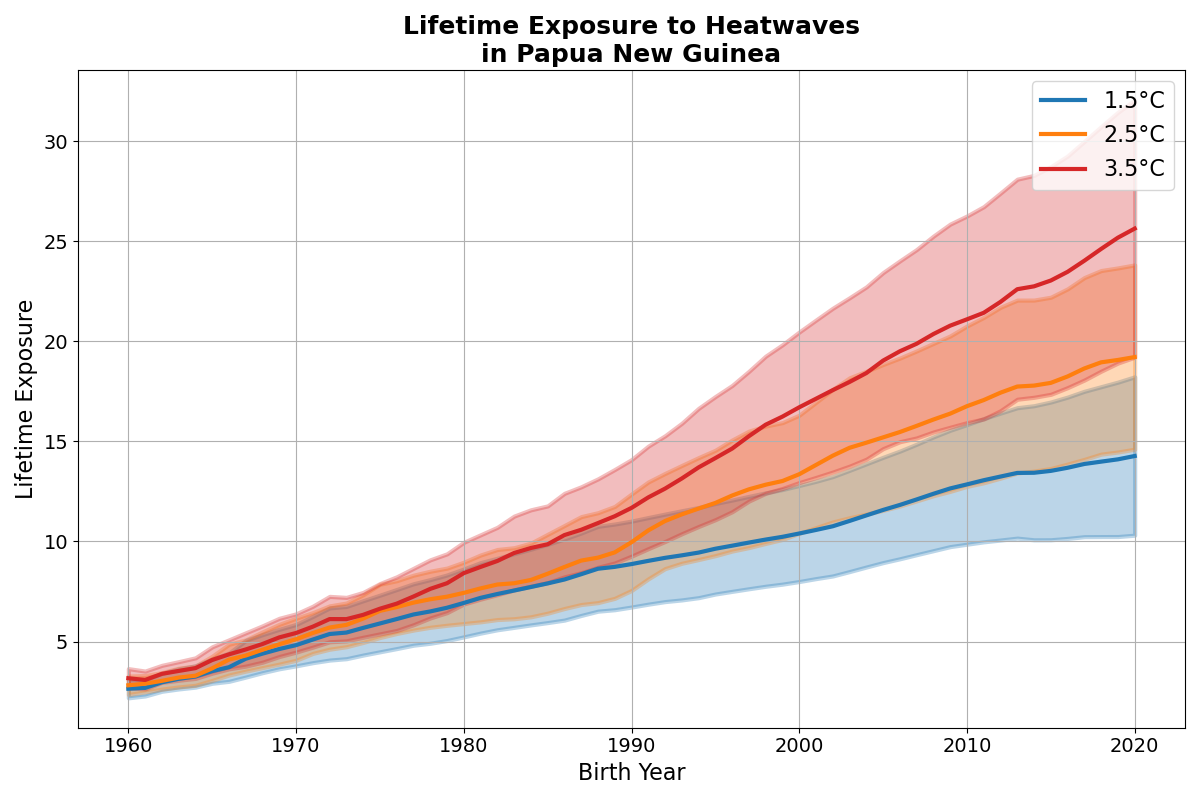 Lifetime Exposure to Heatwaves
in Papua New Guinea
1.5°C
2.5°C
3.5°C
30
25
20
15
10
5
Lifetime Exposure
1960 1970 1980 1990 2000 2010 2020
Birth Year